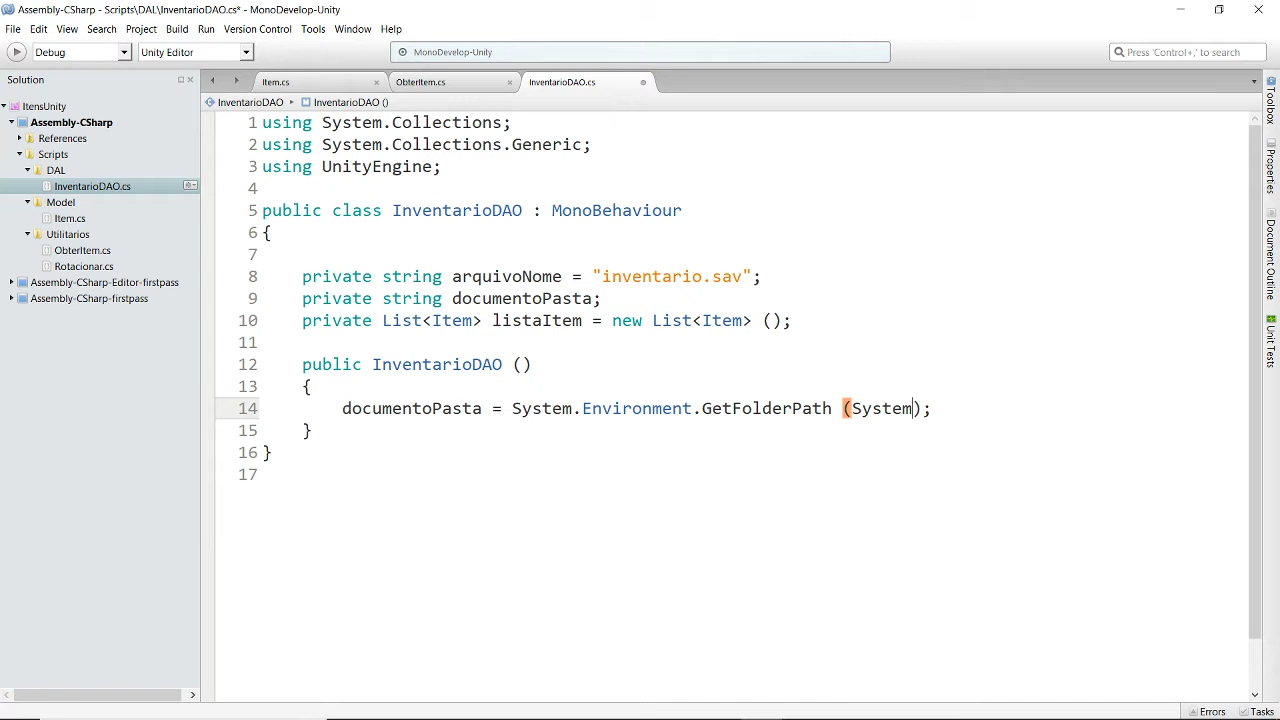 Assembly-CSharp - Scripts\DAL\InventarioDAO.cs* - MonoDevelop-Unity
File Edit View Search Project Build Run Version Control Tools Window Help
Debug Unity Editor MonoDevelop-Unity Press 'Control+,' to search
Solution Item.cs ObterItem.cs InventarioDAO.cs
InventarioDAO InventarioDAO ()
ItensUnity
Assembly-CSharp
References
Scripts
DAL
InventarioDAO.cs
Model
Item.cs
Utilitarios
ObterItem.cs
Rotacionar.cs
Assembly-CSharp-Editor-firstpass
Assembly-CSharp-firstpass
1 using System.Collections;
2 using System.Collections.Generic;
3 using UnityEngine;
4
5 public class InventarioDAO : MonoBehaviour
6 {
7
8 private string arquivoNome = "inventario.sav";
9 private string documentoPasta;
10 private List<Item> listaItem = new List<Item> ();
11
12 public InventarioDAO ()
13 {
14 documentoPasta = System.Environment.GetFolderPath (System);
15 }
16 }
17
Toolbox
Properties
Document Outline
Unit Tests
Errors Tasks